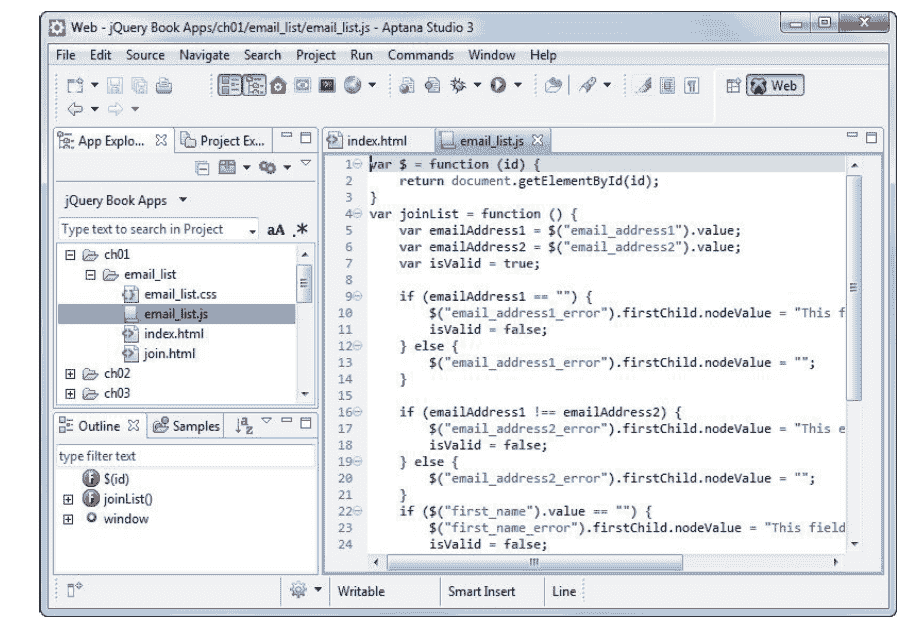 Web - jQuery Book Apps/ch01/email_list/email_list.js - Aptana Studio 3
File Edit Source Navigate Search Project Run Commands Window Help
Web
App Explo... Project Ex...
jQuery Book Apps
Type text to search in Project aA .*
ch01
email_list
email_list.css
email_list.js
index.html
join.html
ch02
ch03
Outline Samples
type filter text
$(id)
joinList()
window
index.html email_list.js
1 var $ = function (id) {
2 return document.getElementById(id);
3 }
4 var joinList = function () {
5 var emailAddress1 = $("email_address1").value;
6 var emailAddress2 = $("email_address2").value;
7 var isValid = true;
8
9 if (emailAddress1 == "") {
10 $("email_address1_error").firstChild.nodeValue = "This f
11 isValid = false;
12 } else {
13 $("email_address1_error").firstChild.nodeValue = "";
14 }
15
16 if (emailAddress1 !== emailAddress2) {
17 $("email_address2_error").firstChild.nodeValue = "This e
18 isValid = false;
19 } else {
20 $("email_address2_error").firstChild.nodeValue = "";
21 }
22 if ($("first_name").value == "") {
23 $("first_name_error").firstChild.nodeValue = "This field
24 isValid = false;
Writable Smart Insert Line